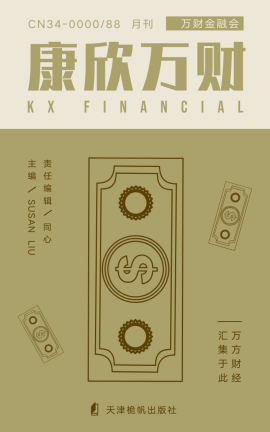 CN34-0000/88 月刊 万财金融会
康欣万财
KX FINANCIAL
责任编辑/同心
主编/SUSAN LIU
万方财经
汇集于此
天津桅帆出版社